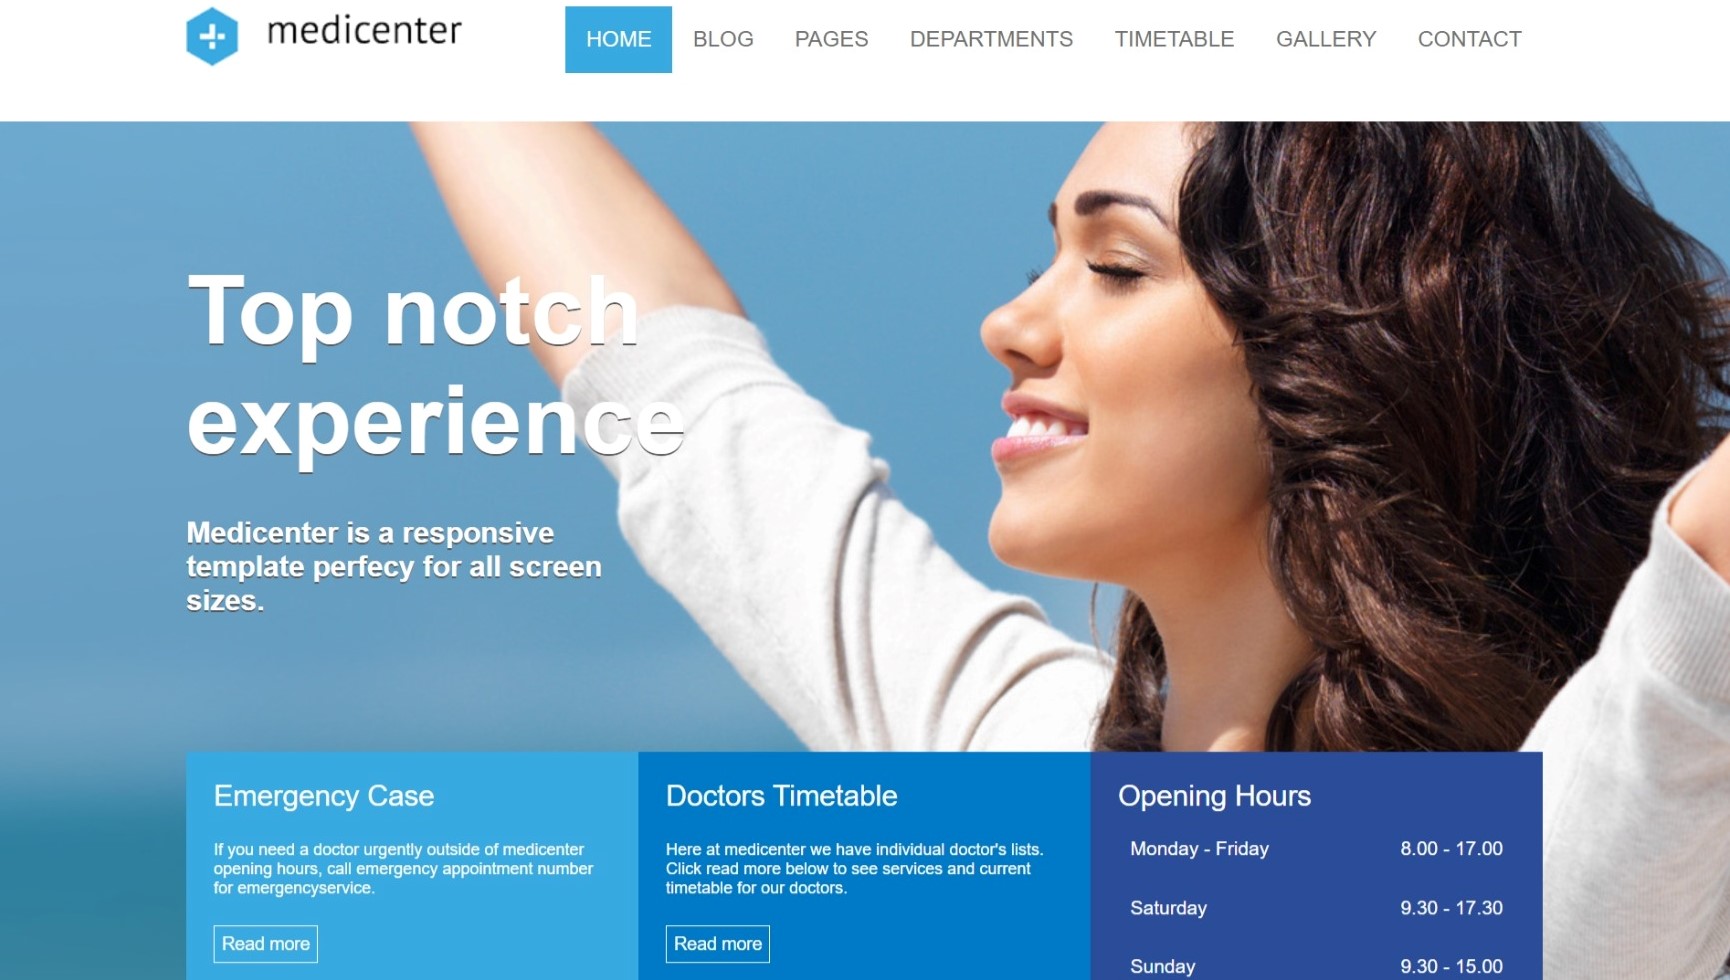 medicenter
HOME BLOG PAGES DEPARTMENTS TIMETABLE GALLERY CONTACT
Top notch
experience
Medicenter is a responsive
template perfecy for all screen
sizes.
Emergency Case
If you need a doctor urgently outside of medicenter
opening hours, call emergency appointment number
for emergencyservice.
Read more
Doctors Timetable
Here at medicenter we have individual doctor's lists.
Click read more below to see services and current
timetable for our doctors.
Read more
Opening Hours
Monday - Friday 8.00 - 17.00
Saturday 9.30 - 17.30
Sunday 9.30 - 15.00